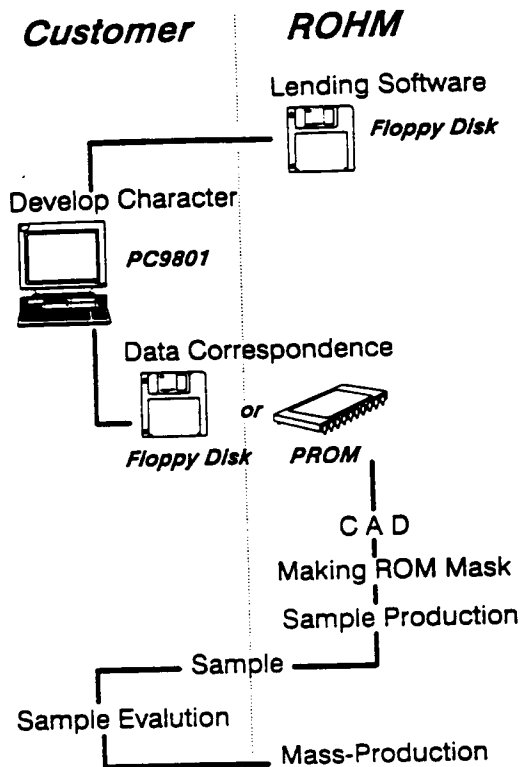 Customer
ROHM
Lending Software
Floppy Disk
Develop Character
PC9801
Data Correspondence
or
Floppy Disk
PROM
C A D
Making ROM Mask
Sample Production
Sample
Sample Evalution
Mass-Production